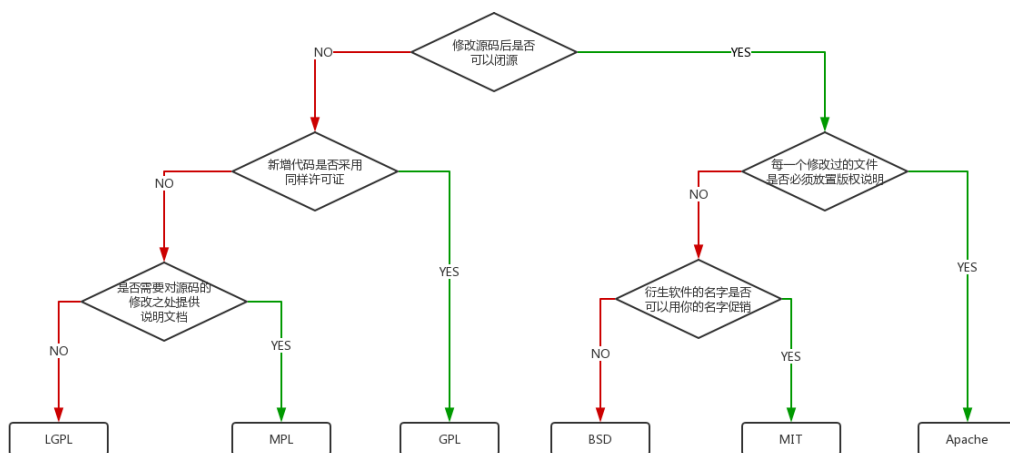 修改源码后是否
可以闭源
NO
YES
新增代码是否采用
同样许可证
每一个修改过的文件
是否必须放置版权说明
NO
YES
NO
YES
是否需要对源码的
修改之处提供
说明文档
衍生软件的名字是否
可以用你的名字促销
NO
YES
NO
YES
LGPL
MPL
GPL
BSD
MIT
Apache